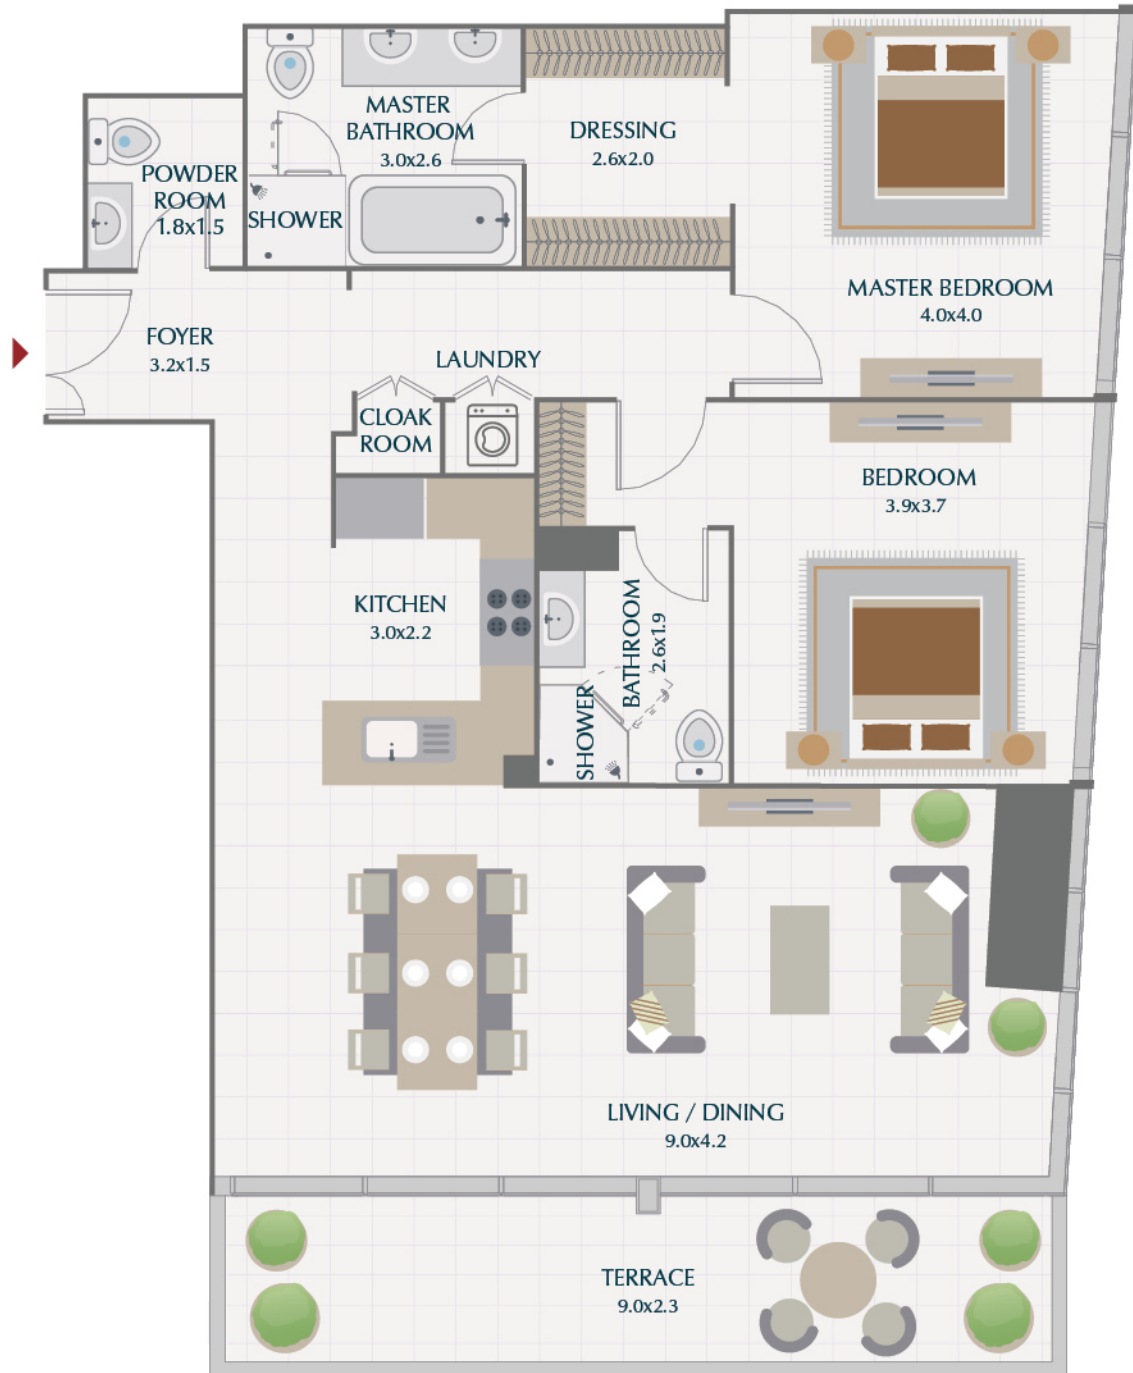 MASTER
BATHROOM
3.0x2.6
DRESSING
2.6x2.0
POWDER
ROOM
1.8x1.5
SHOWER
MASTER BEDROOM
4.0x4.0
FOYER
3.2x1.5
LAUNDRY
CLOAK
ROOM
BEDROOM
3.9x3.7
KITCHEN
3.0x2.2
BATHROOM
2.6x1.9
SHOWER
LIVING / DINING
9.0x4.2
TERRACE
9.0x2.3